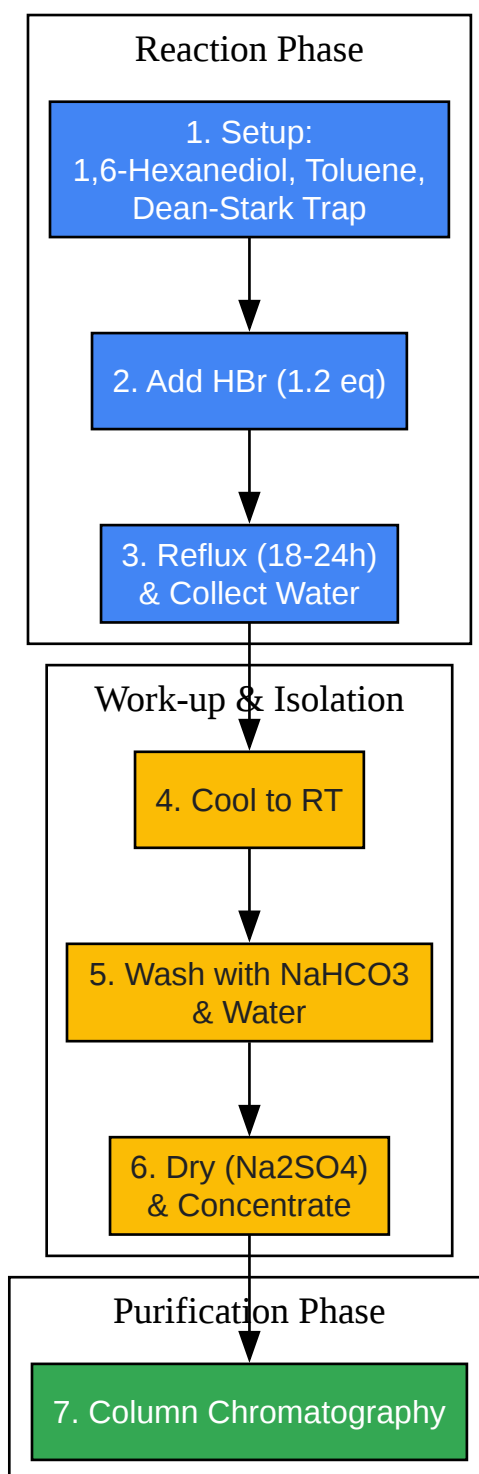 Reaction Phase
1. Setup:
1,6-Hexanediol, Toluene,
Dean-Stark Trap
2. Add HBr (1.2 eq)
3. Reflux (18-24h)
& Collect Water
Work-up & Isolation
4. Cool to RT
5. Wash with NaHCO3
& Water
6. Dry (Na2SO4)
& Concentrate
Purification Phase
7. Column Chromatography